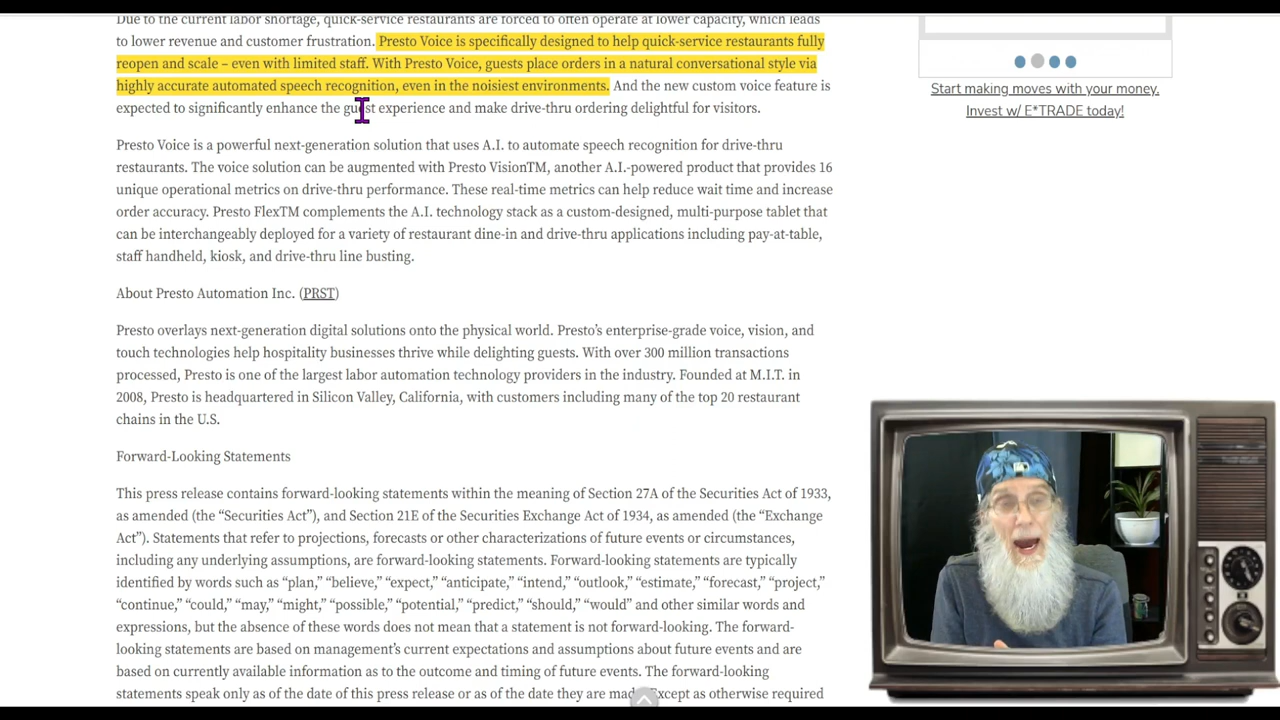 Due to the current labor shortage, quick-service restaurants are forced to often operate at lower capacity, which leads
to lower revenue and customer frustration. Presto Voice is specifically designed to help quick-service restaurants fully
reopen and scale – even with limited staff. With Presto Voice, guests place orders in a natural conversational style via
highly accurate automated speech recognition, even in the noisiest environments. And the new custom voice feature is
expected to significantly enhance the guest experience and make drive-thru ordering delightful for visitors.
Presto Voice is a powerful next-generation solution that uses A.I. to automate speech recognition for drive-thru
restaurants. The voice solution can be augmented with Presto VisionTM, another A.I.-powered product that provides 16
unique operational metrics on drive-thru performance. These real-time metrics can help reduce wait time and increase
order accuracy. Presto FlexTM complements the A.I. technology stack as a custom-designed, multi-purpose tablet that
can be interchangeably deployed for a variety of restaurant dine-in and drive-thru applications including pay-at-table,
staff handheld, kiosk, and drive-thru line busting.
About Presto Automation Inc. (PRST)
Presto overlays next-generation digital solutions onto the physical world. Presto’s enterprise-grade voice, vision, and
touch technologies help hospitality businesses thrive while delighting guests. With over 300 million transactions
processed, Presto is one of the largest labor automation technology providers in the industry. Founded at M.I.T. in
2008, Presto is headquartered in Silicon Valley, California, with customers including many of the top 20 restaurant
chains in the U.S.
Forward-Looking Statements
This press release contains forward-looking statements within the meaning of Section 27A of the Securities Act of 1933,
as amended (the “Securities Act”), and Section 21E of the Securities Exchange Act of 1934, as amended (the “Exchange
Act”). Statements that refer to projections, forecasts or other characterizations of future events or circumstances,
including any underlying assumptions, are forward-looking statements. Forward-looking statements are typically
identified by words such as “plan,” “believe,” “expect,” “anticipate,” “intend,” “outlook,” “estimate,” “forecast,” “project,”
“continue,” “could,” “may,” “might,” “possible,” “potential,” “predict,” “should,” “would” and other similar words and
expressions, but the absence of these words does not mean that a statement is not forward-looking. The forward-
looking statements are based on management’s current expectations and assumptions about future events and are
based on currently available information as to the outcome and timing of future events. The forward-looking
statements speak only as of the date of this press release or as of the date they are made. Except as otherwise required
Start making moves with your money.
Invest w/ E*TRADE today!